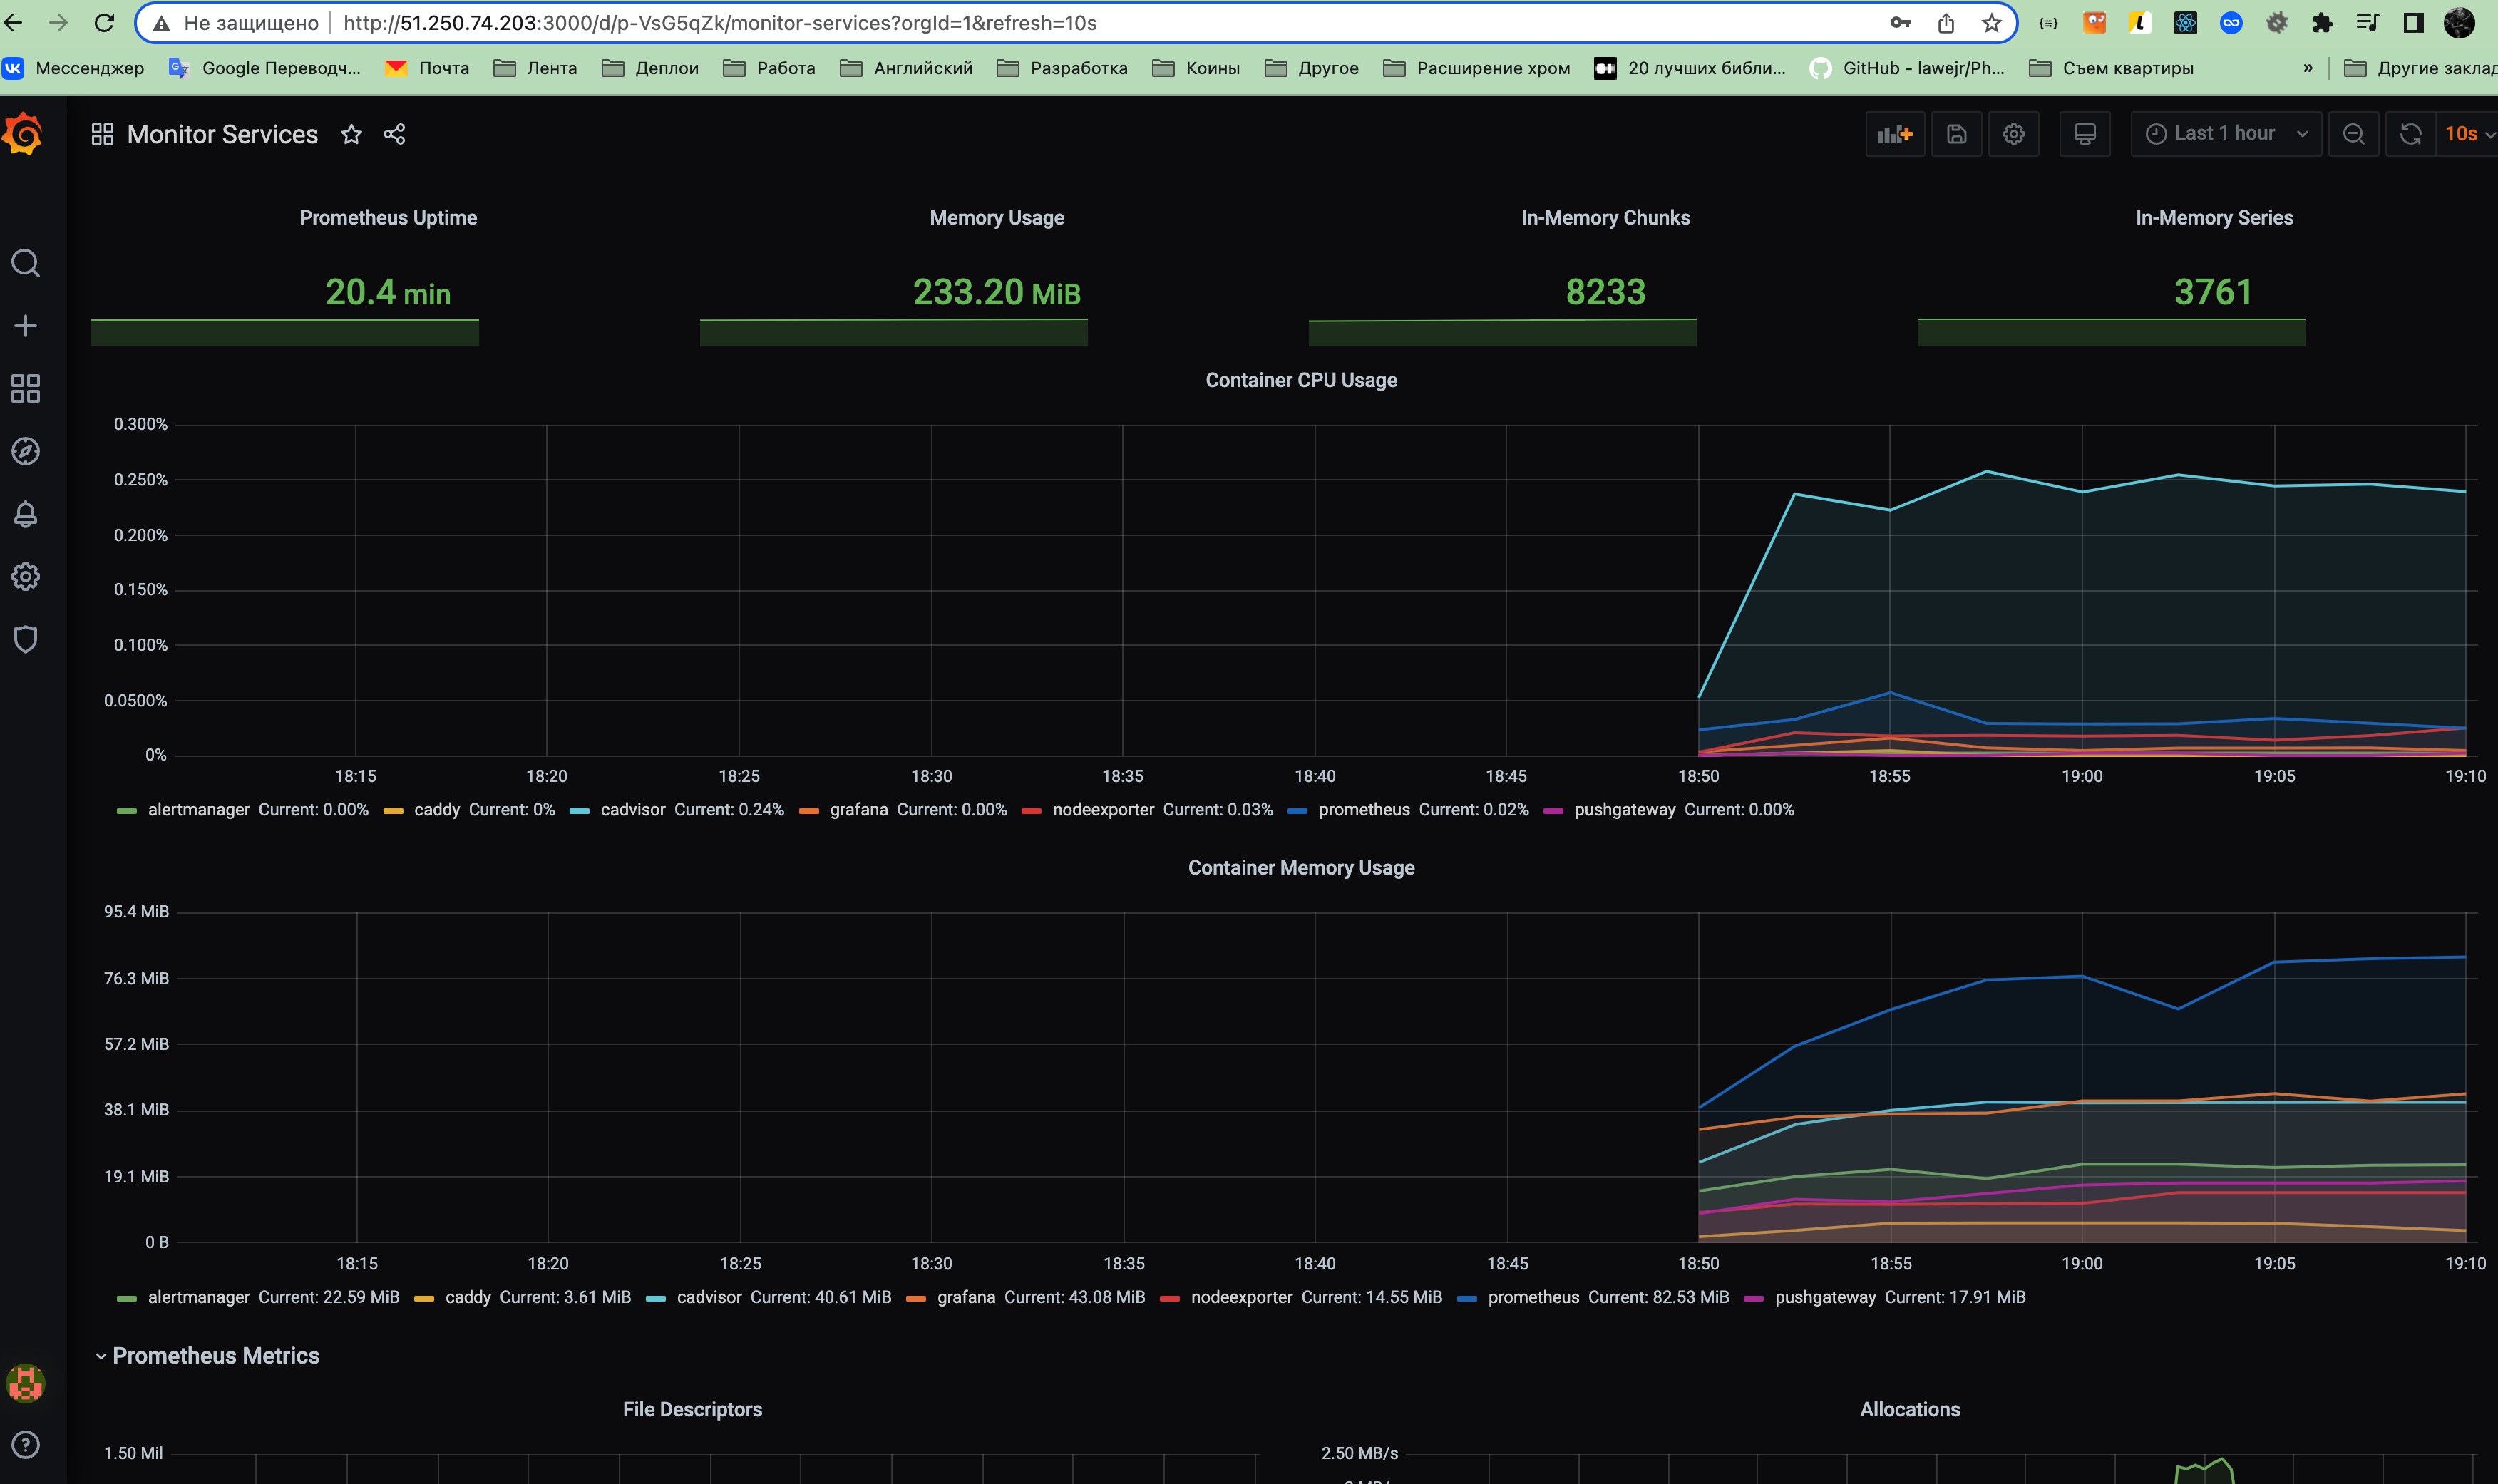 Не защищено http://51.250.74.203:3000/d/p-VsG5qZk/monitor-services?orgId=1&refresh=10s
Мессенджер Google Переводч... Почта Лента Деплои Работа Английский Разработка Коины Другое Расширение хром 20 лучших библи... GitHub - lawejr/Ph... Съем квартиры » Другие заклад
Monitor Services Last 1 hour 10s
Prometheus Uptime Memory Usage In-Memory Chunks In-Memory Series
20.4 min 233.20 MiB 8233 3761
Container CPU Usage
0.300%
0.250%
0.200%
0.150%
0.100%
0.0500%
0%
18:15 18:20 18:25 18:30 18:35 18:40 18:45 18:50 18:55 19:00 19:05 19:10
alertmanager Current: 0.00% caddy Current: 0% cadvisor Current: 0.24% grafana Current: 0.00% nodeexporter Current: 0.03% prometheus Current: 0.02% pushgateway Current: 0.00%
Container Memory Usage
95.4 MiB
76.3 MiB
57.2 MiB
38.1 MiB
19.1 MiB
0 B
18:15 18:20 18:25 18:30 18:35 18:40 18:45 18:50 18:55 19:00 19:05 19:10
alertmanager Current: 22.59 MiB caddy Current: 3.61 MiB cadvisor Current: 40.61 MiB grafana Current: 43.08 MiB nodeexporter Current: 14.55 MiB prometheus Current: 82.53 MiB pushgateway Current: 17.91 MiB
Prometheus Metrics
File Descriptors Allocations
1.50 Mil 2.50 MB/s